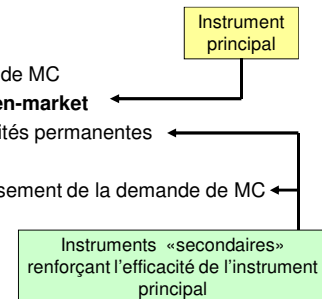 Instrument
principal
de MC
en-market
ités permanentes
sement de la demande de MC
Instruments «secondaires»
renforçant l'efficacité de l'instrument
principal